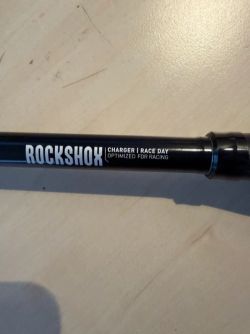 ROCKSHOX
CHARGER | RACE DAY
OPTIMIZED FOR RACING